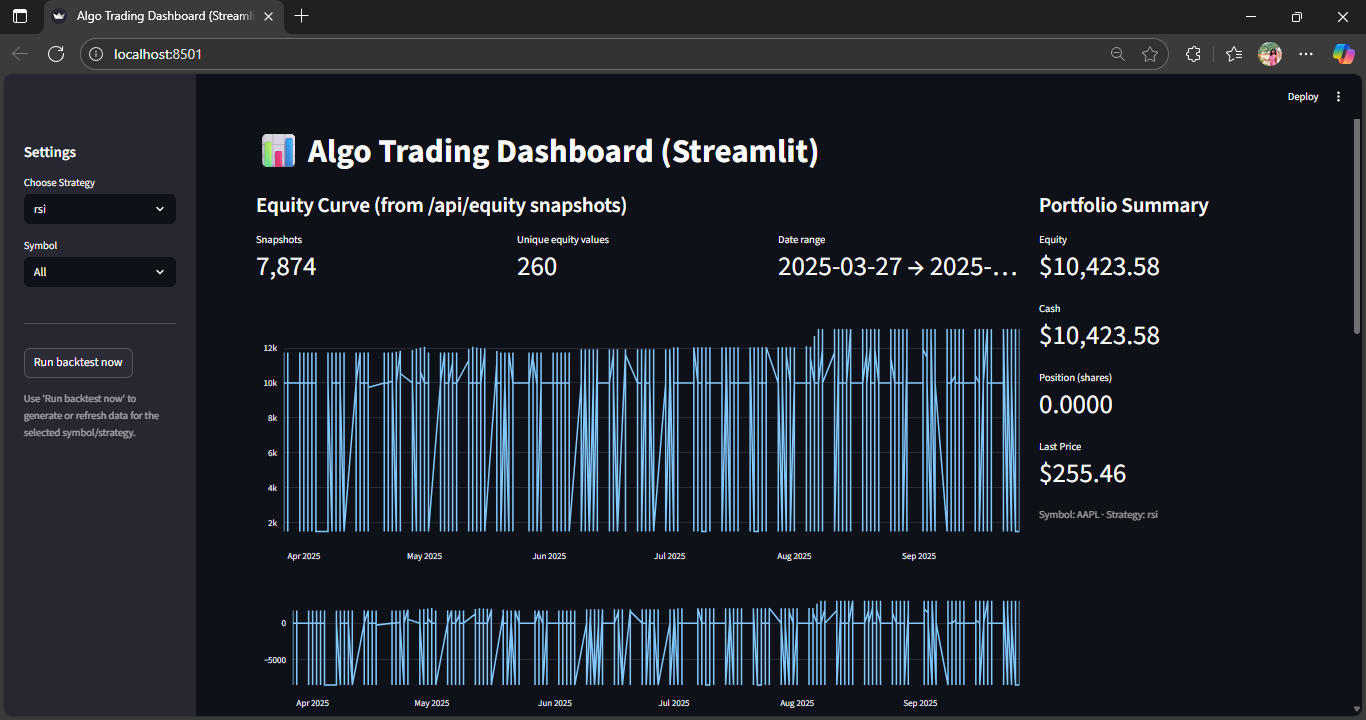 Algo Trading Dashboard (Streaml
localhost:8501
Deploy
Settings
Choose Strategy
rsi
Symbol
All
Run backtest now
Use 'Run backtest now' to
generate or refresh data for the
selected symbol/strategy.
Algo Trading Dashboard (Streamlit)
Equity Curve (from /api/equity snapshots)
Snapshots
7,874
Unique equity values
260
Date range
2025-03-27 → 2025-…
12k
10k
8k
6k
4k
2k
Apr 2025 May 2025 Jun 2025 Jul 2025 Aug 2025 Sep 2025
0
−5000
Apr 2025 May 2025 Jun 2025 Jul 2025 Aug 2025 Sep 2025
Portfolio Summary
Equity
$10,423.58
Cash
$10,423.58
Position (shares)
0.0000
Last Price
$255.46
Symbol: AAPL · Strategy: rsi